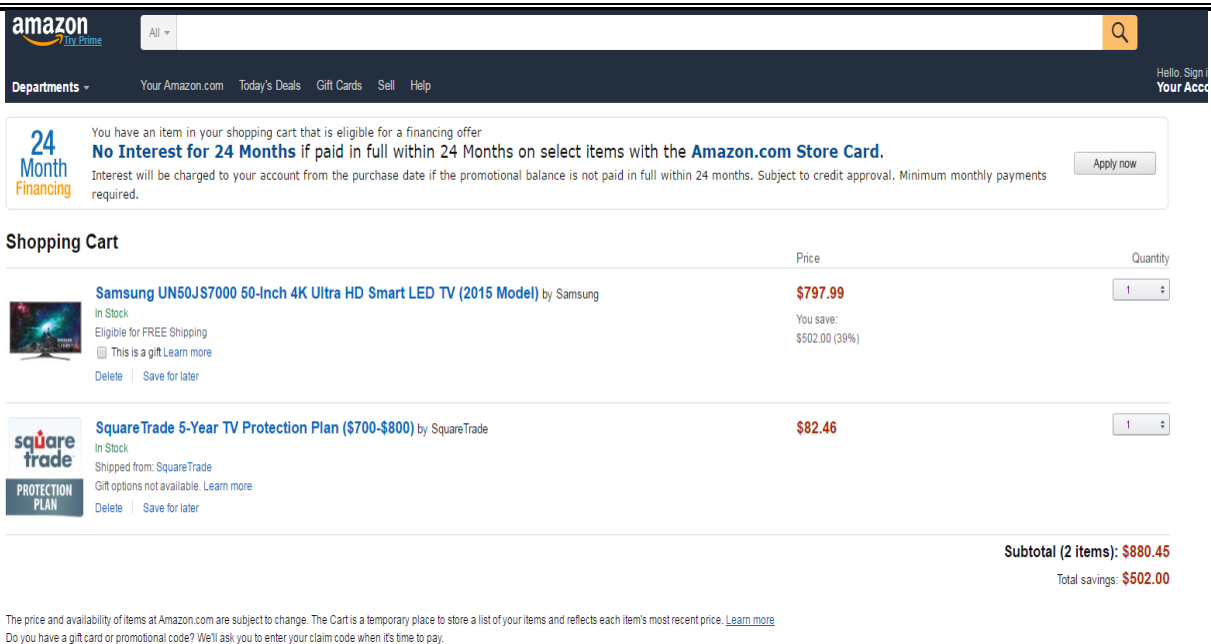 amazon
Try Prime
All
Departments
Your Amazon.com Today's Deals Gift Cards Sell Help
Hello. Sign i
Your Acco
24
Month
Financing
You have an item in your shopping cart that is eligible for a financing offer
No Interest for 24 Months if paid in full within 24 Months on select items with the Amazon.com Store Card.
Interest will be charged to your account from the purchase date if the promotional balance is not paid in full within 24 months. Subject to credit approval. Minimum monthly payments
required.
Apply now
Shopping Cart
Price Quantity
Samsung UN50JS7000 50-Inch 4K Ultra HD Smart LED TV (2015 Model) by Samsung
In Stock
Eligible for FREE Shipping
This is a gift Learn more
Delete Save for later
$797.99
You save:
$502.00 (39%)
1
square
trade
PROTECTION
PLAN
SquareTrade 5-Year TV Protection Plan ($700-$800) by SquareTrade
In Stock
Shipped from: SquareTrade
Gift options not available. Learn more
Delete Save for later
$82.46
1
Subtotal (2 items): $880.45
Total savings: $502.00
The price and availability of items at Amazon.com are subject to change. The Cart is a temporary place to store a list of your items and reflects each item's most recent price. Learn more
Do you have a gift card or promotional code? We'll ask you to enter your claim code when it's time to pay.